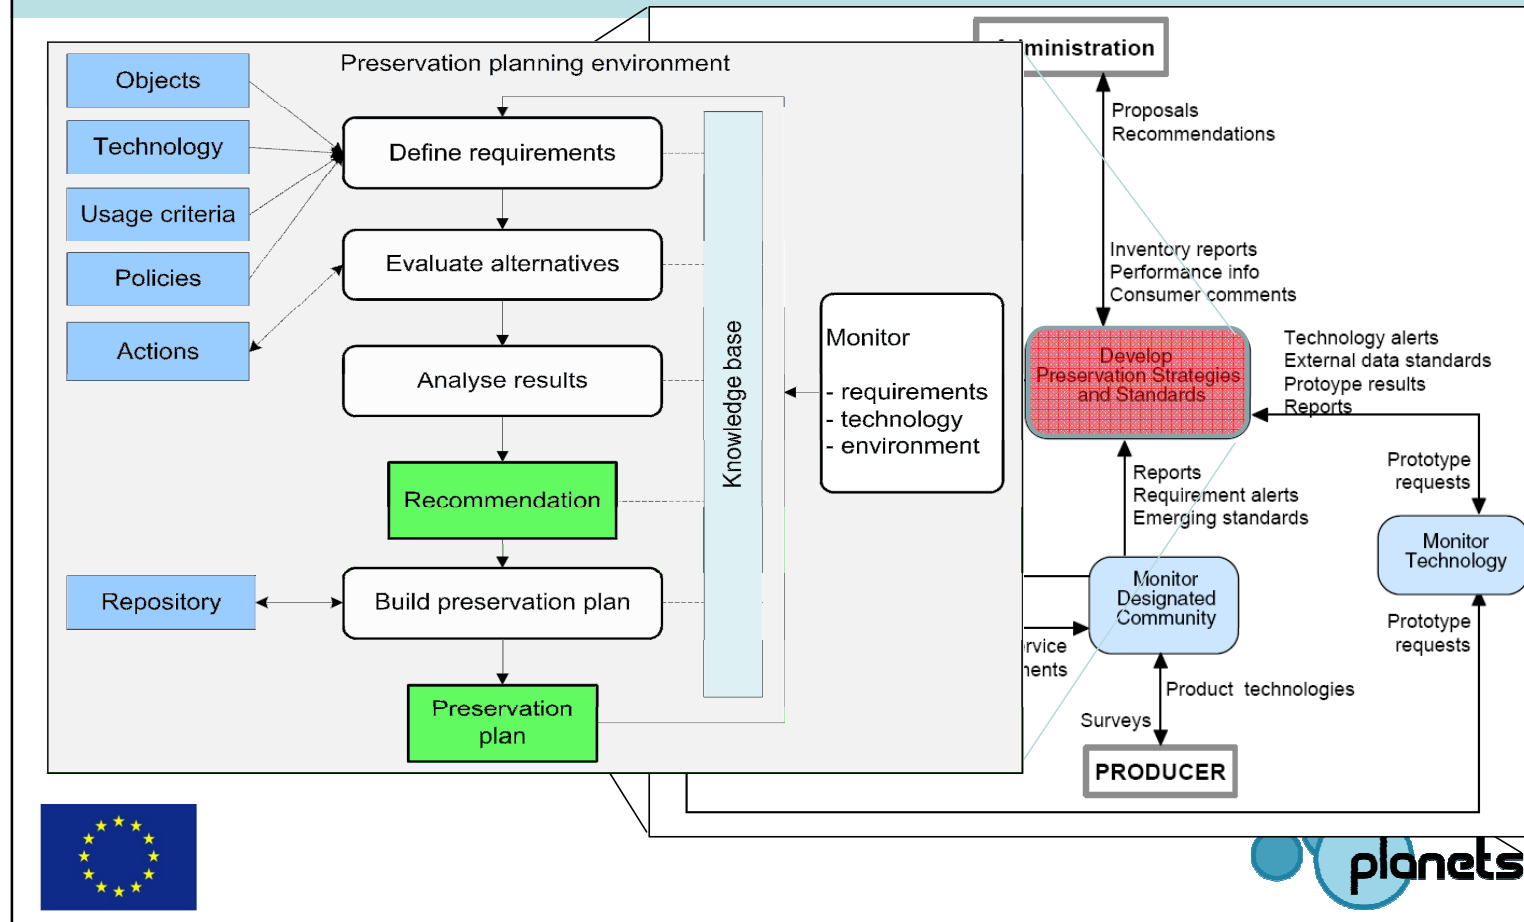 Preservation planning environment
Objects
Technology
Usage criteria
Policies
Actions
Repository
Define requirements
Evaluate alternatives
Analyse results
Recommendation
Build preservation plan
Preservation
plan
Knowledge base
Monitor
- requirements
- technology
- environment
ministration
Proposals
Recommendations
Inventory reports
Performance info
Consumer comments
Develop
Preservation Strategies
and Standards
Technology alerts
External data standards
Protoype results
Reports
Prototype
requests
Reports
Requirement alerts
Emerging standards
Monitor
Technology
Monitor
Designated
Community
Prototype
requests
Product technologies
Surveys
PRODUCER
planets